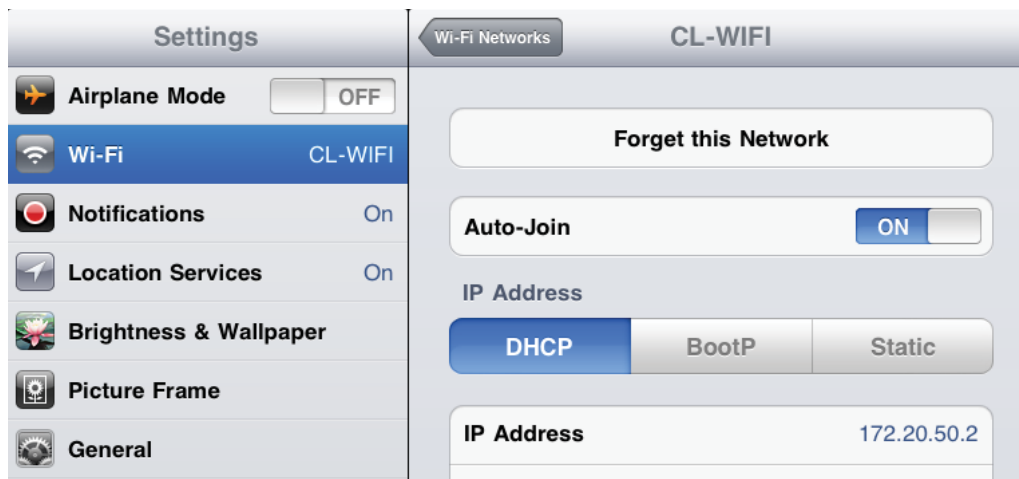 Settings
Airplane Mode OFF
Wi-Fi CL-WIFI
Notifications On
Location Services On
Brightness & Wallpaper
Picture Frame
General
Wi-Fi Networks CL-WIFI
Forget this Network
Auto-Join ON
IP Address
DHCP BootP Static
IP Address 172.20.50.2